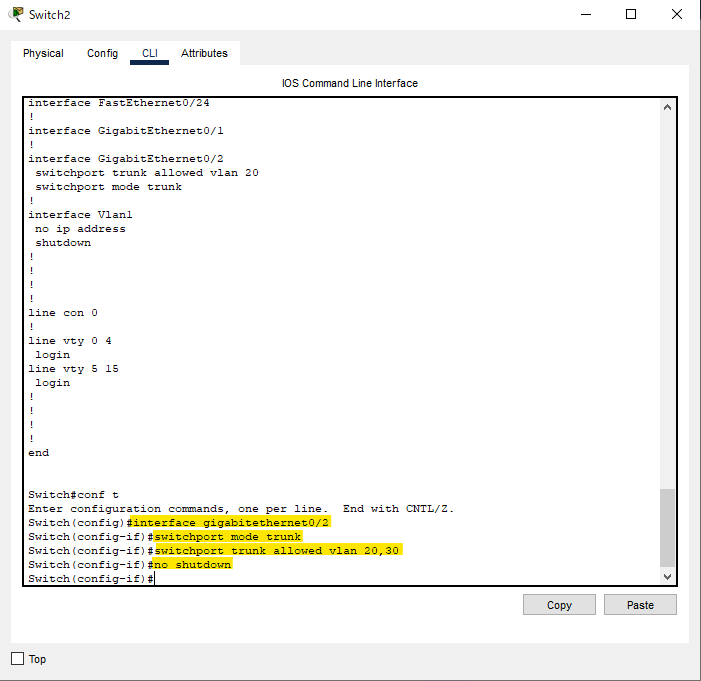 Switch2
Physical Config CLI Attributes
IOS Command Line Interface
interface FastEthernet0/24
!
interface GigabitEthernet0/1
!
interface GigabitEthernet0/2
 switchport trunk allowed vlan 20
 switchport mode trunk
!
interface Vlan1
 no ip address
 shutdown
!
!
!
!
line con 0
!
line vty 0 4
 login
line vty 5 15
 login
!
!
!
!
end
Switch#conf t
Enter configuration commands, one per line.  End with CNTL/Z.
Switch(config)#interface gigabitethernet0/2
Switch(config-if)#switchport mode trunk
Switch(config-if)#switchport trunk allowed vlan 20,30
Switch(config-if)#no shutdown
Switch(config-if)#
Copy Paste
Top